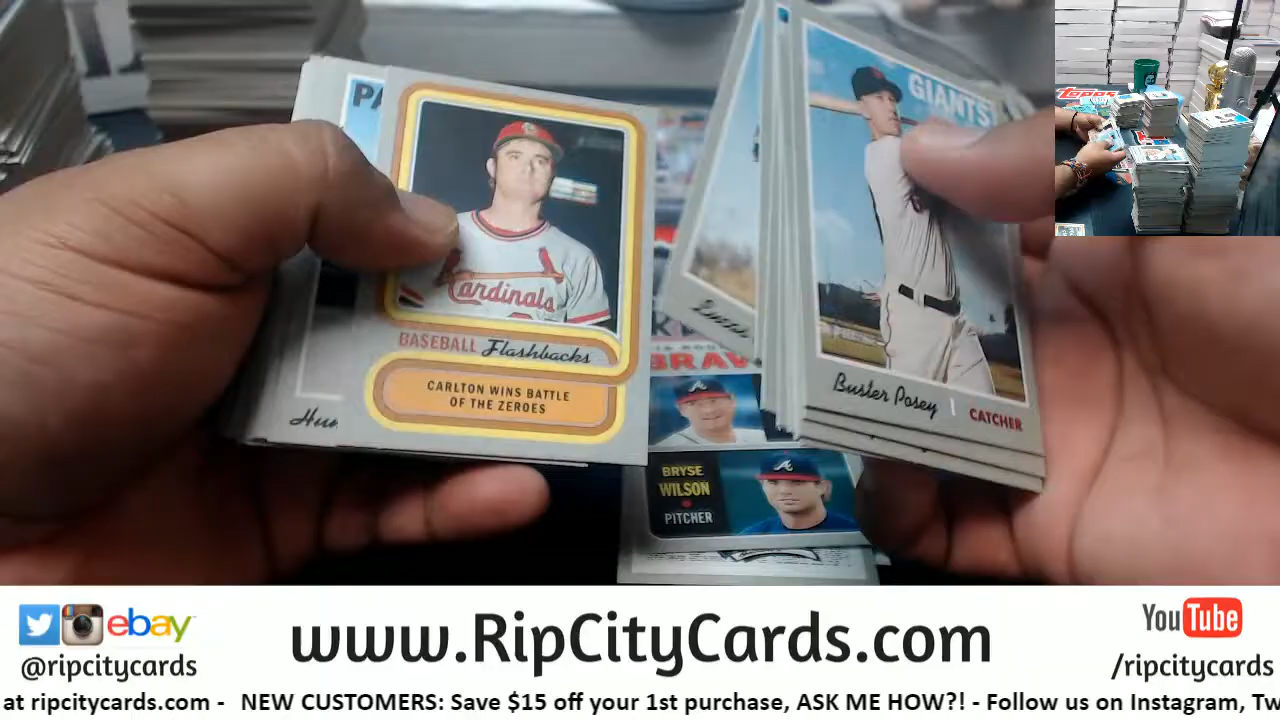 PA
Cardinals
BASEBALL Flashbacks
CARLTON WINS BATTLE
OF THE ZEROES
GIANTS
Buster Posey
CATCHER
BRAV
BRYSE
WILSON
PITCHER
TOPPS
ebay
@ripcitycards
www.RipCityCards.com
YouTube
/ripcitycards
at ripcitycards.com - NEW CUSTOMERS: Save $15 off your 1st purchase, ASK ME HOW?! - Follow us on Instagram, Tw